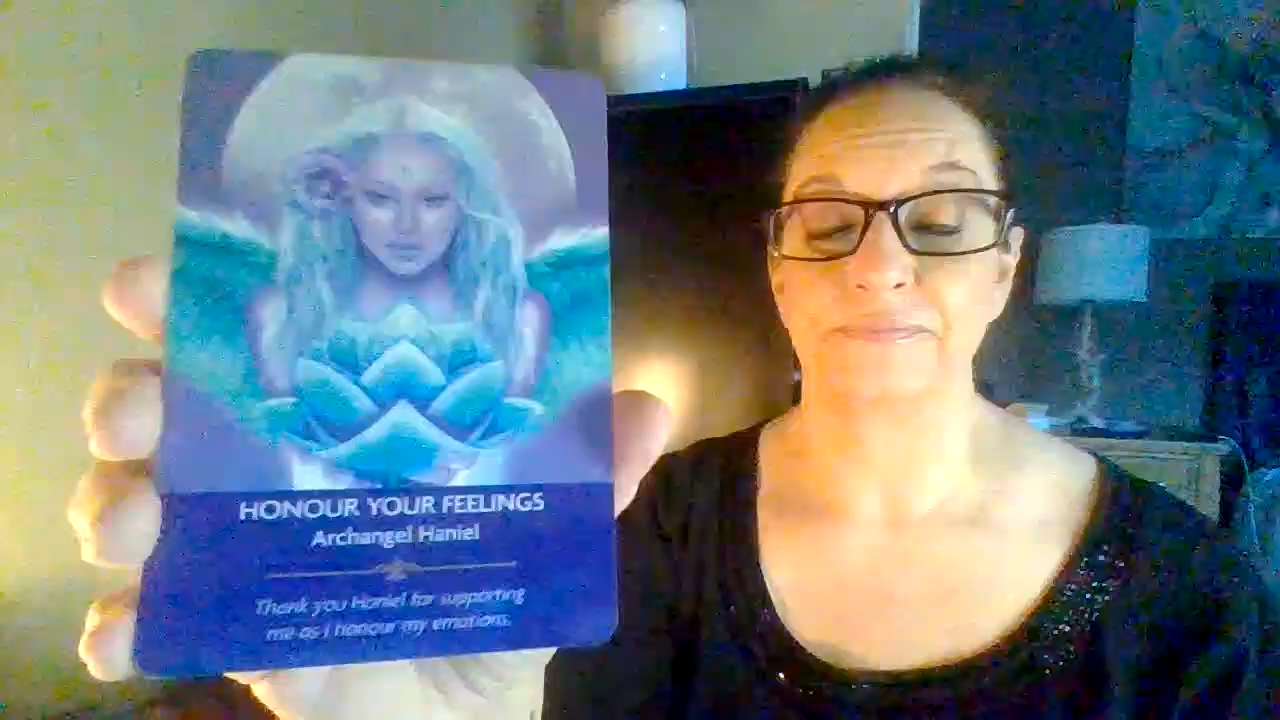 HONOUR YOUR FEELINGS
Archangel Haniel
Thank you Haniel for supporting
me as I honour my emotions.